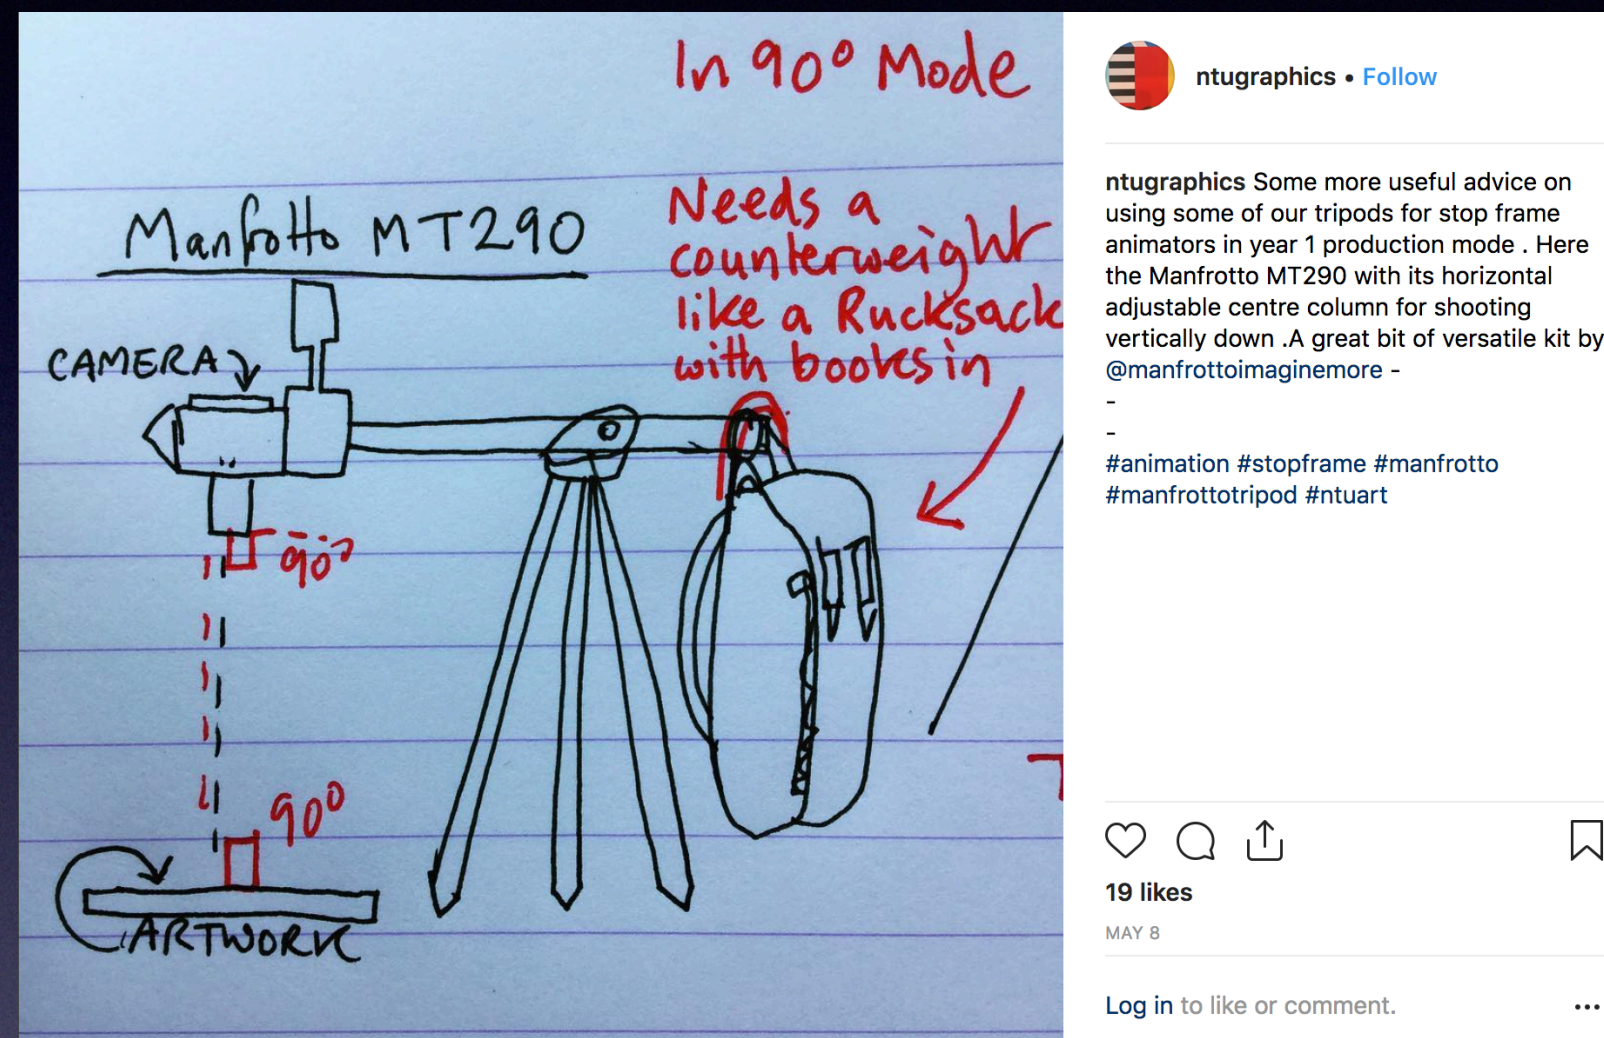 In 90° Mode
Manfrotto MT290
Needs a
counterweight
like a Rucksack
with books in
CAMERA
90°
90°
ARTWORK
ntugraphics • Follow
ntugraphics Some more useful advice on
using some of our tripods for stop frame
animators in year 1 production mode . Here
the Manfrotto MT290 with its horizontal
adjustable centre column for shooting
vertically down .A great bit of versatile kit by
@manfrottoimaginemore -
-
-
#animation #stopframe #manfrotto
#manfrottotripod #ntuart
19 likes
MAY 8
Log in to like or comment.